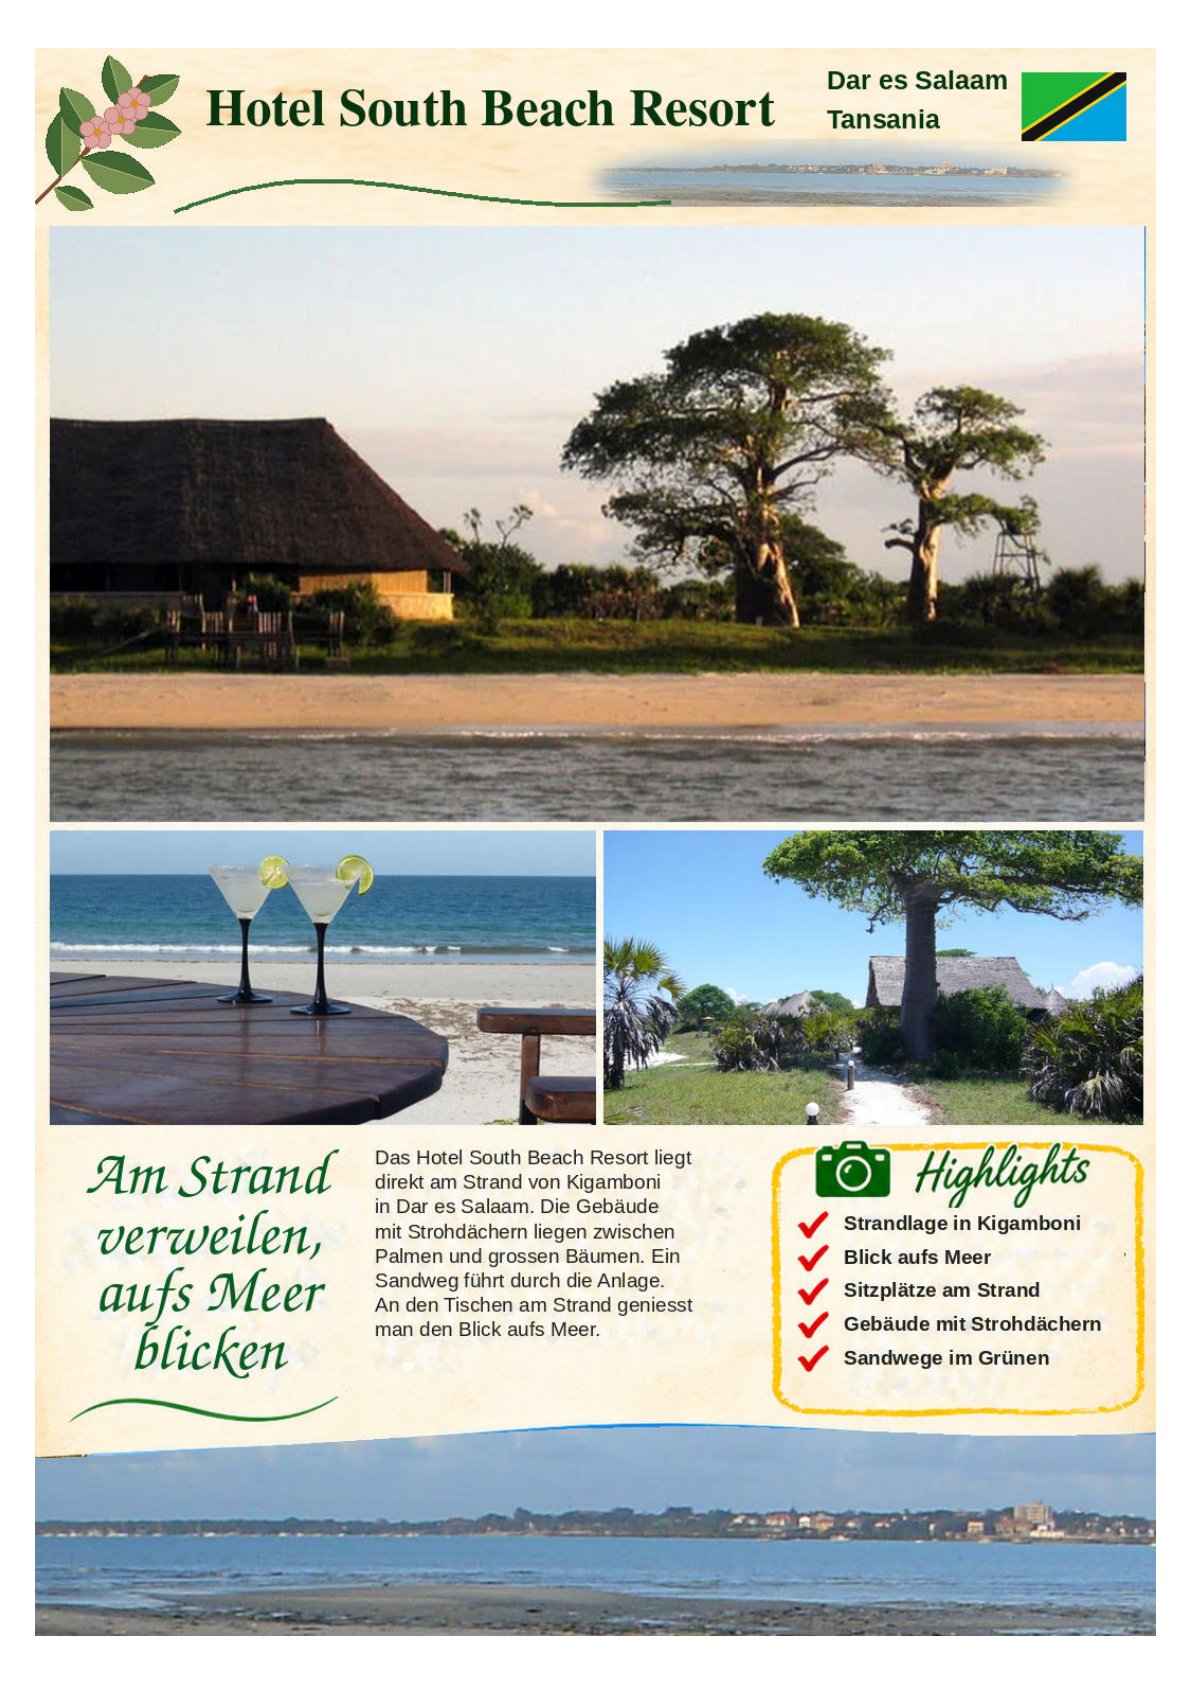 Hotel South Beach Resort
Dar es Salaam
Tansania
Am Strand
verweilen,
aufs Meer
blicken
Das Hotel South Beach Resort liegt
direkt am Strand von Kigamboni
in Dar es Salaam. Die Gebäude
mit Strohdächern liegen zwischen
Palmen und grossen Bäumen. Ein
Sandweg führt durch die Anlage.
An den Tischen am Strand geniesst
man den Blick aufs Meer.
Highlights
Strandlage in Kigamboni
Blick aufs Meer
Sitzplätze am Strand
Gebäude mit Strohdächern
Sandwege im Grünen